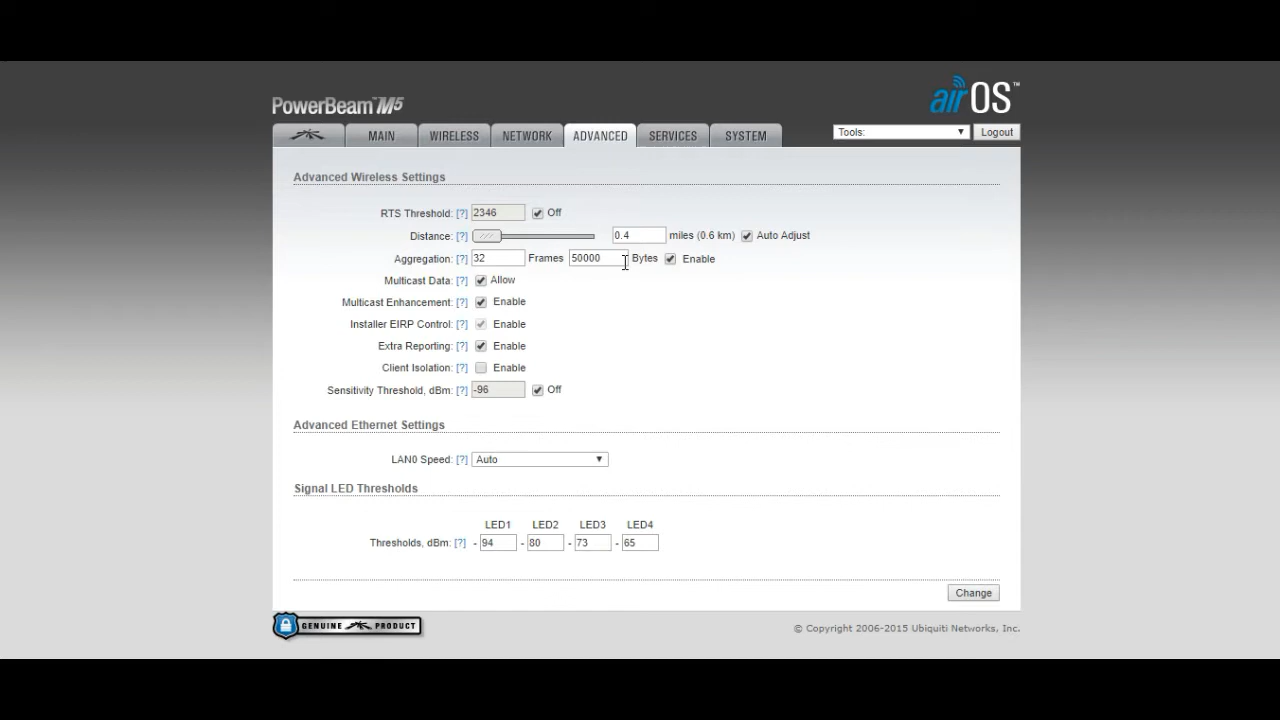 PowerBeam™ M5
airOS™
MAIN WIRELESS NETWORK ADVANCED SERVICES SYSTEM Tools: Logout
Advanced Wireless Settings
RTS Threshold: [?] 2346 Off
Distance: [?] 0.4 miles (0.6 km) Auto Adjust
Aggregation: [?] 32 Frames 50000 Bytes Enable
Multicast Data: [?] Allow
Multicast Enhancement: [?] Enable
Installer EIRP Control: [?] Enable
Extra Reporting: [?] Enable
Client Isolation: [?] Enable
Sensitivity Threshold, dBm: [?] -96 Off
Advanced Ethernet Settings
LAN0 Speed: [?] Auto
Signal LED Thresholds
LED1 LED2 LED3 LED4
Thresholds, dBm: [?] - 94 - 80 - 73 - 65
Change
GENUINE PRODUCT
© Copyright 2006-2015 Ubiquiti Networks, Inc.